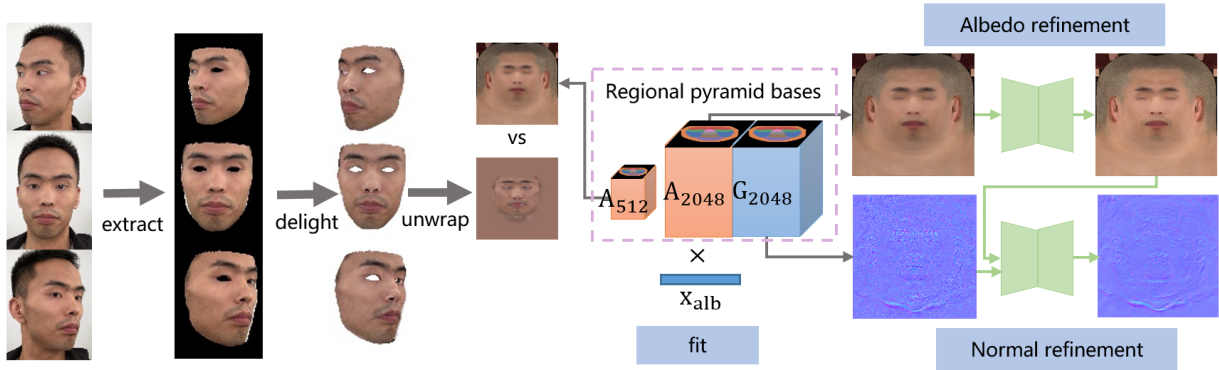 extract
delight
unwrap
vs
Regional pyramid bases
A512
A2048
G2048
×
xalb
fit
Albedo refinement
Normal refinement